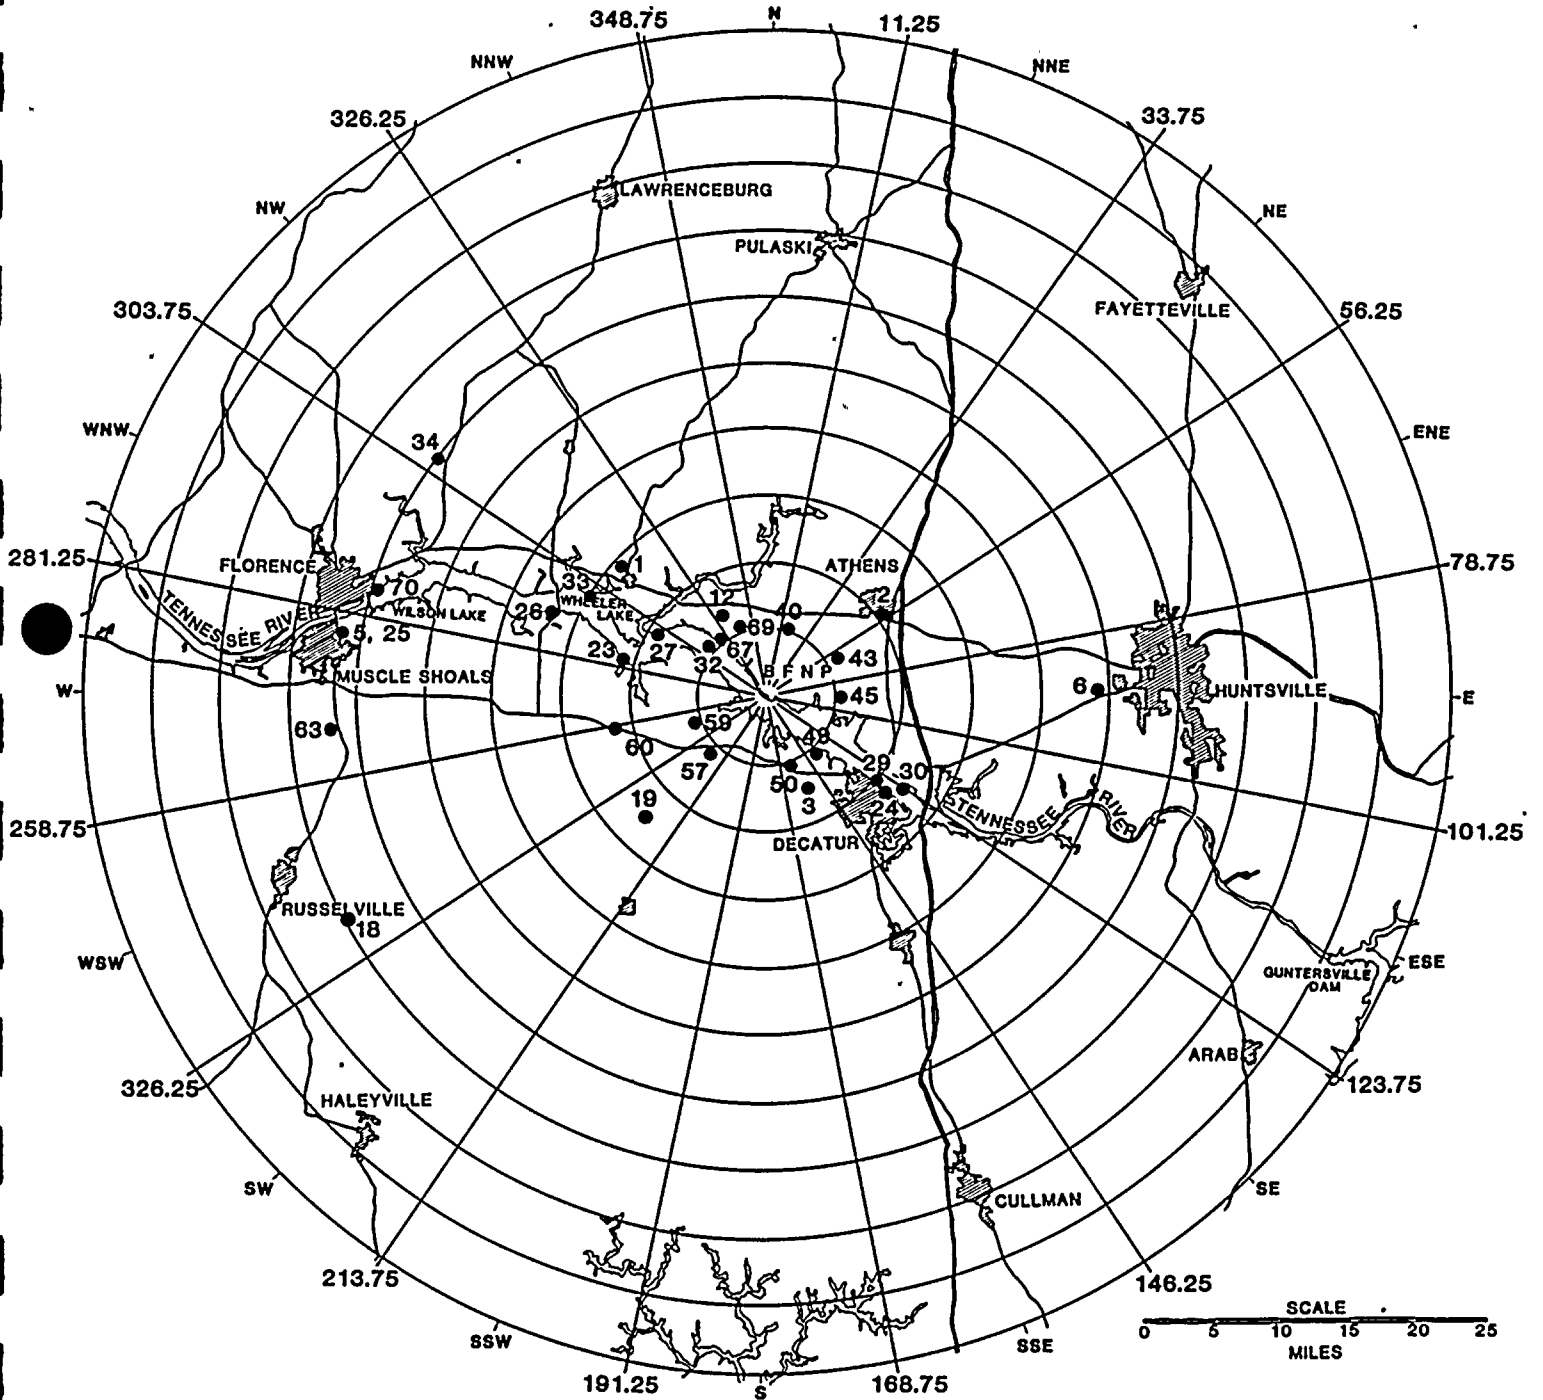 N
348.75
11.25
NNW
NNE
326.25
33.75
LAWRENCEBURG
NW
NE
PULASKI
303.75
FAYETTEVILLE
56.25
WNW
ENE
34
281.25
FLORENCE
1
ATHENS
78.75
33
70
WHEELER
LAKE
12
2
TENNESSEE RIVER
WILSON LAKE
26
40
69
5, 25
23
27
67
32
43
BFNP
MUSCLE SHOALS
W
6
HUNTSVILLE
E
45
63
59
60
48
57
29
30
50
19
3
24
TENNESSEE RIVER
258.75
101.25
DECATUR
RUSSELVILLE
18
WSW
ESE
GUNTERSVILLE
DAM
ARAB
326.25
123.75
HALEYVILLE
SW
SE
CULLMAN
213.75
146.25
SCALE
0 5 10 15 20 25
MILES
SSW
SSE
191.25
168.75
S